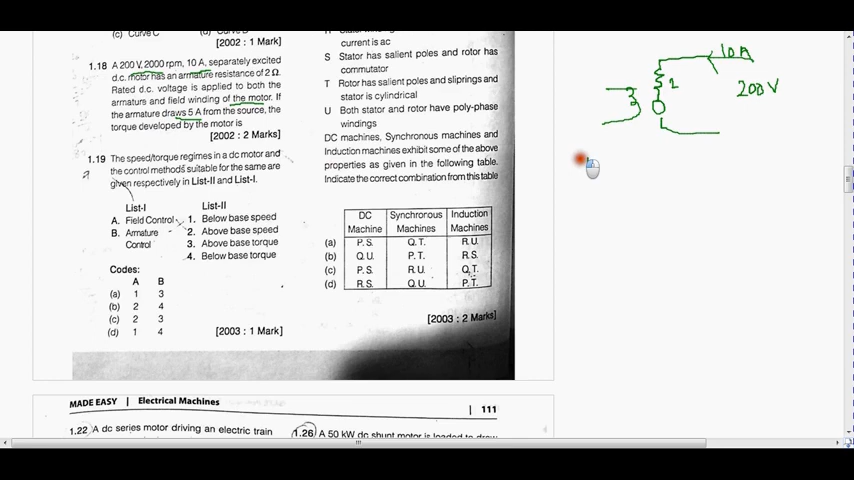 (c) Curve C
[2002 : 1 Mark]
1.18 A 200 V, 2000 rpm, 10 A, separately excited
d.c. motor has an armature resistance of 2 Ω.
Rated d.c. voltage is applied to both the
armature and field winding of the motor. If
the armature draws 5 A from the source, the
torque developed by the motor is
[2002 : 2 Marks]
1.19 The speed/torque regimes in a dc motor and
the control methods suitable for the same are
given respectively in List-II and List-I.
List-I List-II
A. Field Control 1. Below base speed
B. Armature 2. Above base speed
Control 3. Above base torque
4. Below base torque
Codes:
A B
(a) 1 3
(b) 2 4
(c) 2 3
(d) 1 4
[2003 : 1 Mark]
current is ac
S Stator has salient poles and rotor has
commutator
T Rotor has salient poles and sliprings and
stator is cylindrical
U Both stator and rotor have poly-phase
windings
DC machines, Synchronous machines and
Induction machines exhibit some of the above
properties as given in the following table.
Indicate the correct combination from this table
DC Synchronous Induction
Machine Machines Machines
(a) P.S. Q.T. R.U.
(b) Q.U. P.T. R.S.
(c) P.S. R.U. Q.T.
(d) R.S. Q.U. P.T.
[2003 : 2 Marks]
10A
2
200V
MADE EASY | Electrical Machines | 111
1.22 A dc series motor driving an electric train
1.26 A 50 kW dc shunt motor is loaded to draw